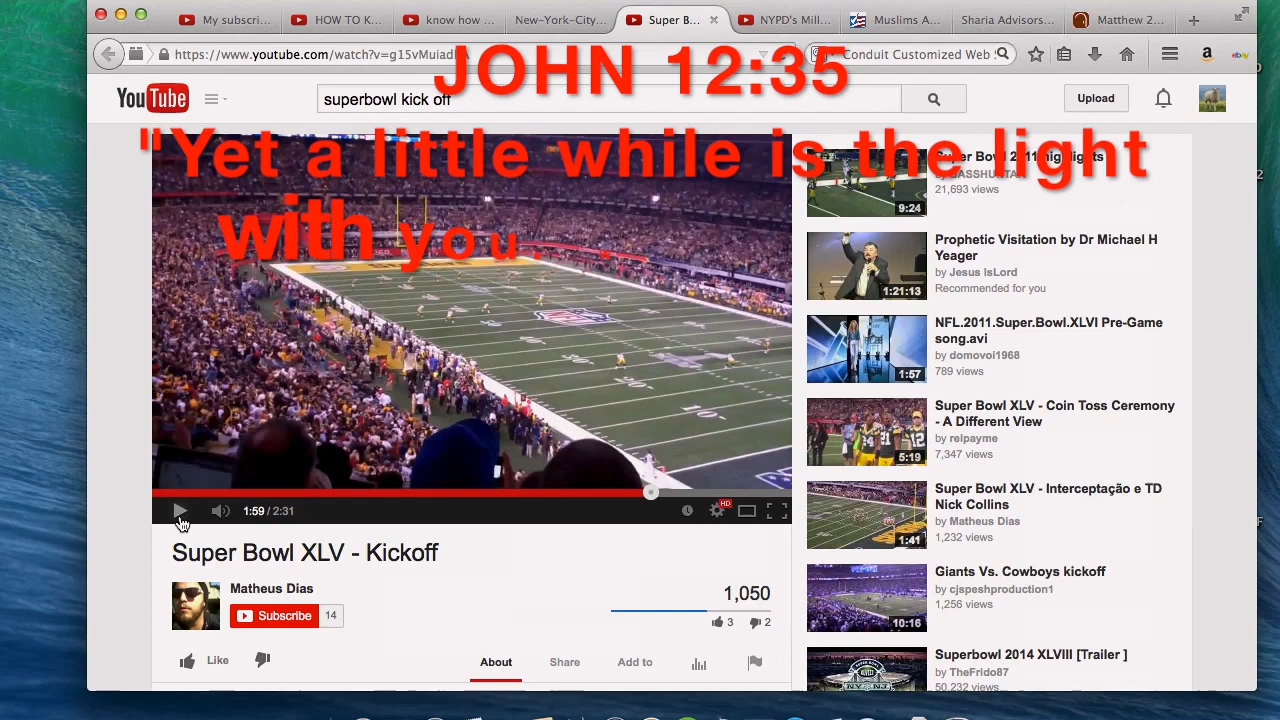 My subscri...
HOW TO K...
know how ...
New-York-City...
Super B...
NYPD's Mill...
Muslims A...
Sharia Advisors...
Matthew 2...
https://www.youtube.com/watch?v=g15vMuiad
Conduit Customized Web
JOHN 12:35
YouTube
superbowl kick off
Upload
"Yet a little while is the light
with you. "
1:59 / 2:31
HD
Super Bowl XLV - Kickoff
Matheus Dias
Subscribe 14
1,050
3 2
Like
About Share Add to
Super Bowl 2011 highlights
21,693 views
9:24
Prophetic Visitation by Dr Michael H
Yeager
by Jesus IsLord
Recommended for you
1:21:13
NFL.2011.Super.Bowl.XLVI Pre-Game
song.avi
by domovoi1968
789 views
1:57
Super Bowl XLV - Coin Toss Ceremony
- A Different View
by relpayme
7,347 views
5:19
Super Bowl XLV - Interceptação e TD
Nick Collins
by Matheus Dias
1,232 views
1:41
Giants Vs. Cowboys kickoff
by cjspeshproduction1
1,256 views
10:16
Superbowl 2014 XLVIII [Trailer ]
by TheFrido87
50,232 views